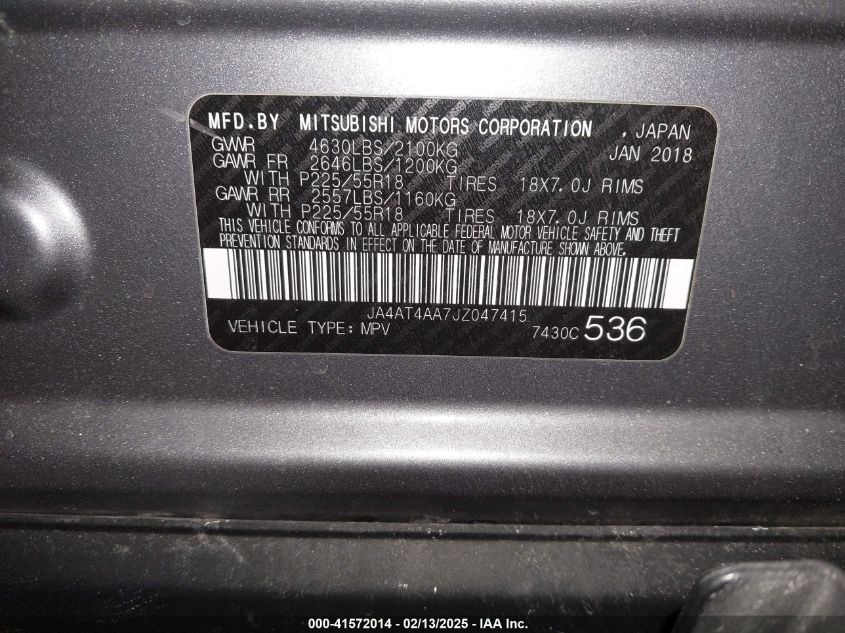 MFD.BY MITSUBISHI MOTORS CORPORATION , JAPAN
GVWR 4630LBS/2100KG JAN 2018
GAWR FR 2646LBS/1200KG
WITH P225/55R18 TIRES 18X7.0J RIMS
GAWR RR 2557LBS/1160KG
WITH P225/55R18 TIRES 18X7.0J RIMS
THIS VEHICLE CONFORMS TO ALL APPLICABLE FEDERAL MOTOR VEHICLE SAFETY AND THEFT
PREVENTION STANDARDS IN EFFECT ON THE DATE OF MANUFACTURE SHOWN ABOVE.
JA4AT4AA7JZ047415
VEHICLE TYPE: MPV 7430C 536
000-41572014 - 02/13/2025 - IAA Inc.